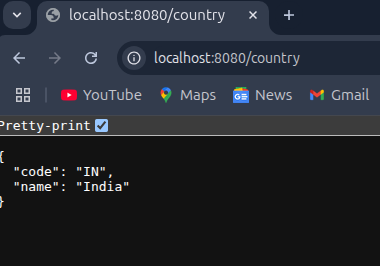 localhost:8080/country
localhost:8080/country
YouTube Maps News Gmail
Pretty-print
{
"code": "IN",
"name": "India"
}